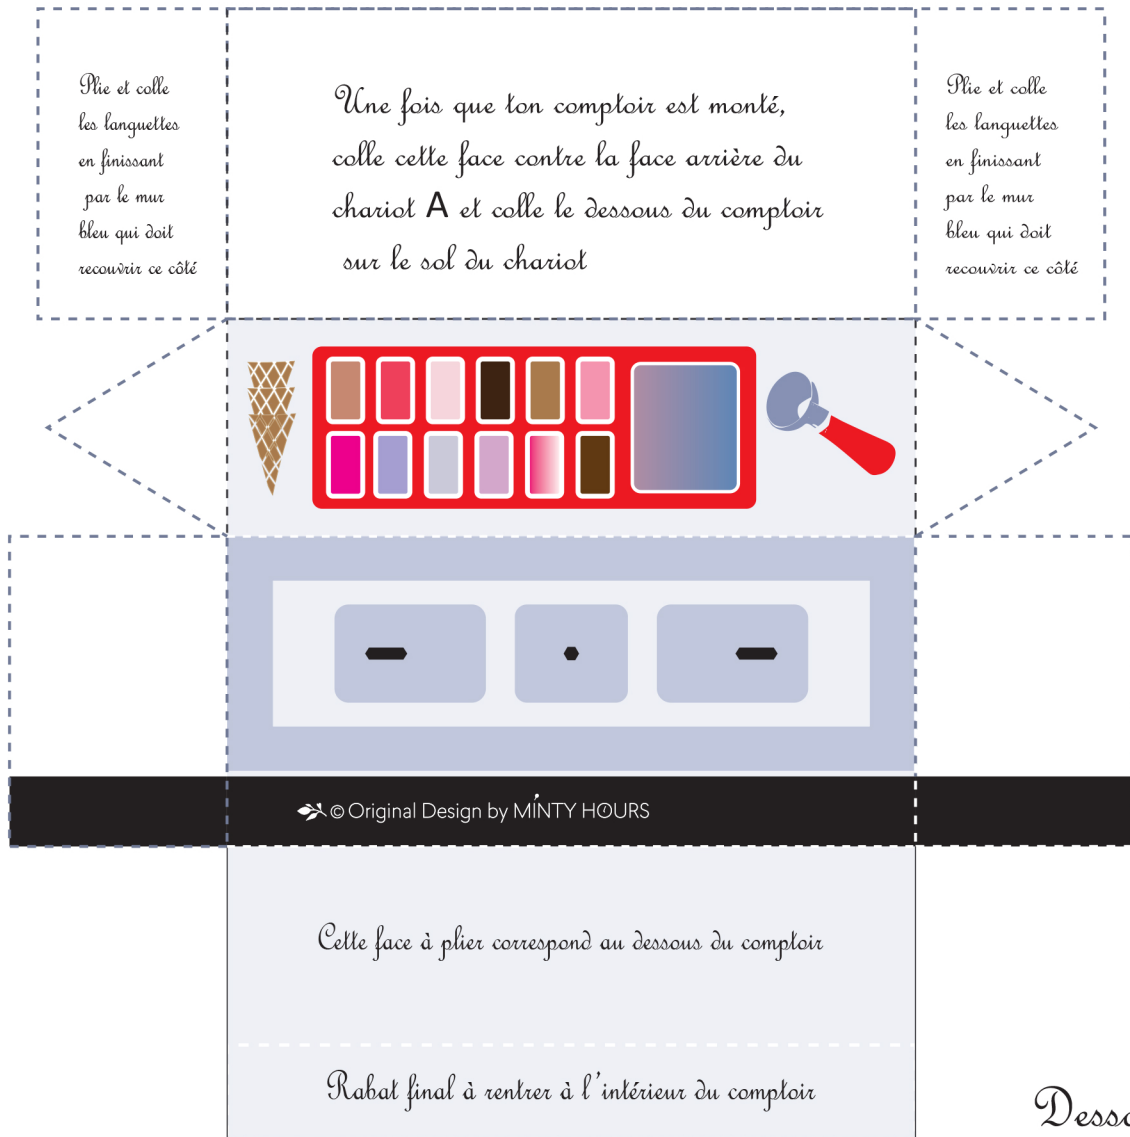 Plie et colle
les languettes
en finissant
par le mur
bleu qui doit
recouvrir ce côté
Une fois que ton comptoir est monté,
colle cette face contre la face arrière du
chariot A et colle le dessous du comptoir
sur le sol du chariot
Plie et colle
les languettes
en finissant
par le mur
bleu qui doit
recouvrir ce côté
© Original Design by MINTY HOURS
Cette face à plier correspond au dessous du comptoir
Rabat final à rentrer à l'intérieur du comptoir